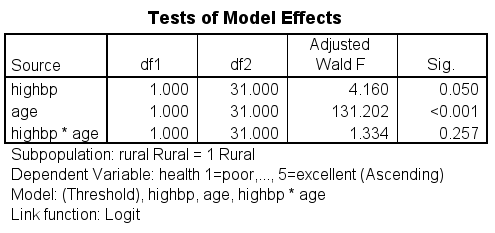 Tests of Model Effects
Source df1 df2 Adjusted Wald F Sig.
highbp 1.000 31.000 4.160 0.050
age 1.000 31.000 131.202 <0.001
highbp * age 1.000 31.000 1.334 0.257
Subpopulation: rural Rural = 1 Rural
Dependent Variable: health 1=poor,..., 5=excellent (Ascending)
Model: (Threshold), highbp, age, highbp * age
Link function: Logit